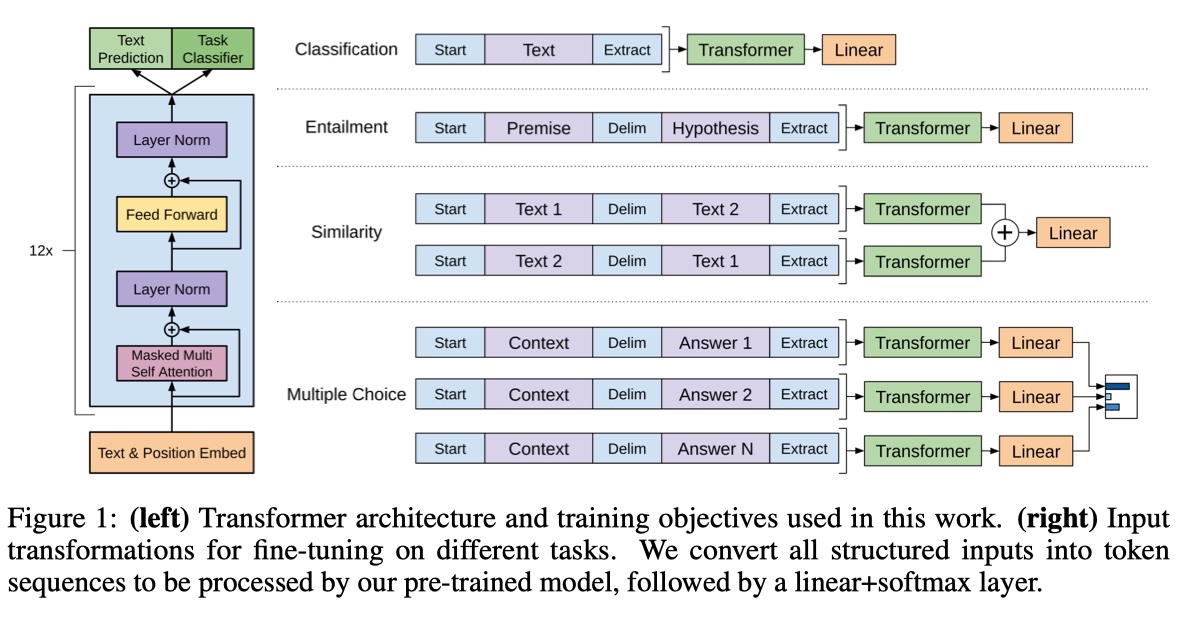 Text
Prediction
Task
Classifier
12x
Layer Norm
+
Feed Forward
Layer Norm
+
Masked Multi
Self Attention
Text & Position Embed
Classification Start Text Extract Transformer Linear
Entailment Start Premise Delim Hypothesis Extract Transformer Linear
Similarity
Start Text 1 Delim Text 2 Extract Transformer
Start Text 2 Delim Text 1 Extract Transformer
+ Linear
Multiple Choice
Start Context Delim Answer 1 Extract Transformer Linear
Start Context Delim Answer 2 Extract Transformer Linear
Start Context Delim Answer N Extract Transformer Linear
Figure 1: (left) Transformer architecture and training objectives used in this work. (right) Input
transformations for fine-tuning on different tasks. We convert all structured inputs into token
sequences to be processed by our pre-trained model, followed by a linear+softmax layer.